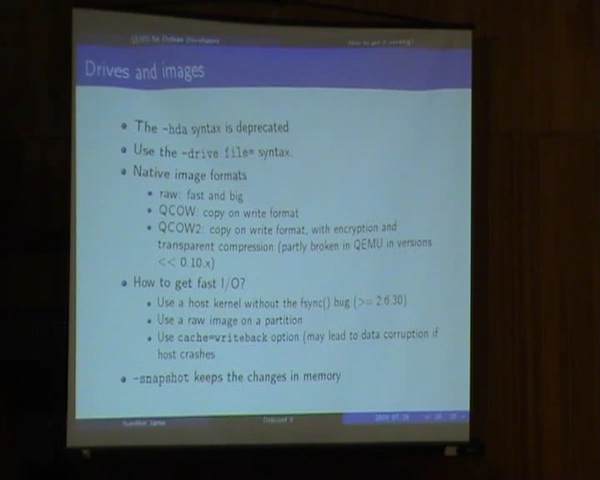 QEMU for Debian Developers
How to get it working?
Drives and images
The -hda syntax is deprecated
Use the -drive file= syntax.
Native image formats
raw: fast and big
QCOW: copy on write format
QCOW2: copy on write format, with encryption and
transparent compression (partly broken in QEMU in versions
<< 0.10.x)
How to get fast I/O?
Use a host kernel without the fsync() bug (>= 2.6.30)
Use a raw image on a partition
Use cache=writeback option (may lead to data corruption if
host crashes
-snapshot keeps the changes in memory
Debconf 9